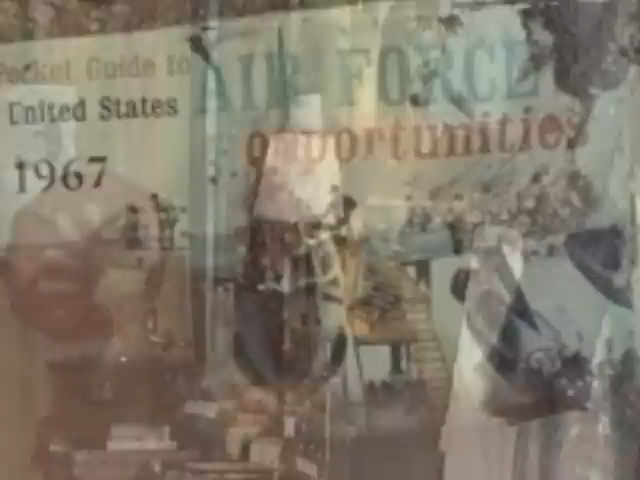 Pocket Guide to
AIR FORCE
United States
opportunities
1967